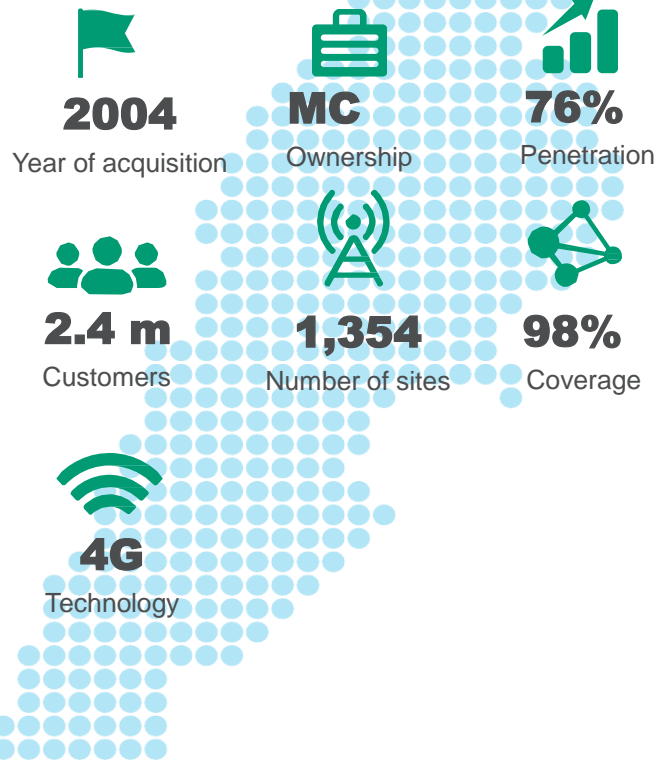 2004
Year of acquisition
MC
Ownership
76%
Penetration
2.4 m
Customers
1,354
Number of sites
98%
Coverage
4G
Technology